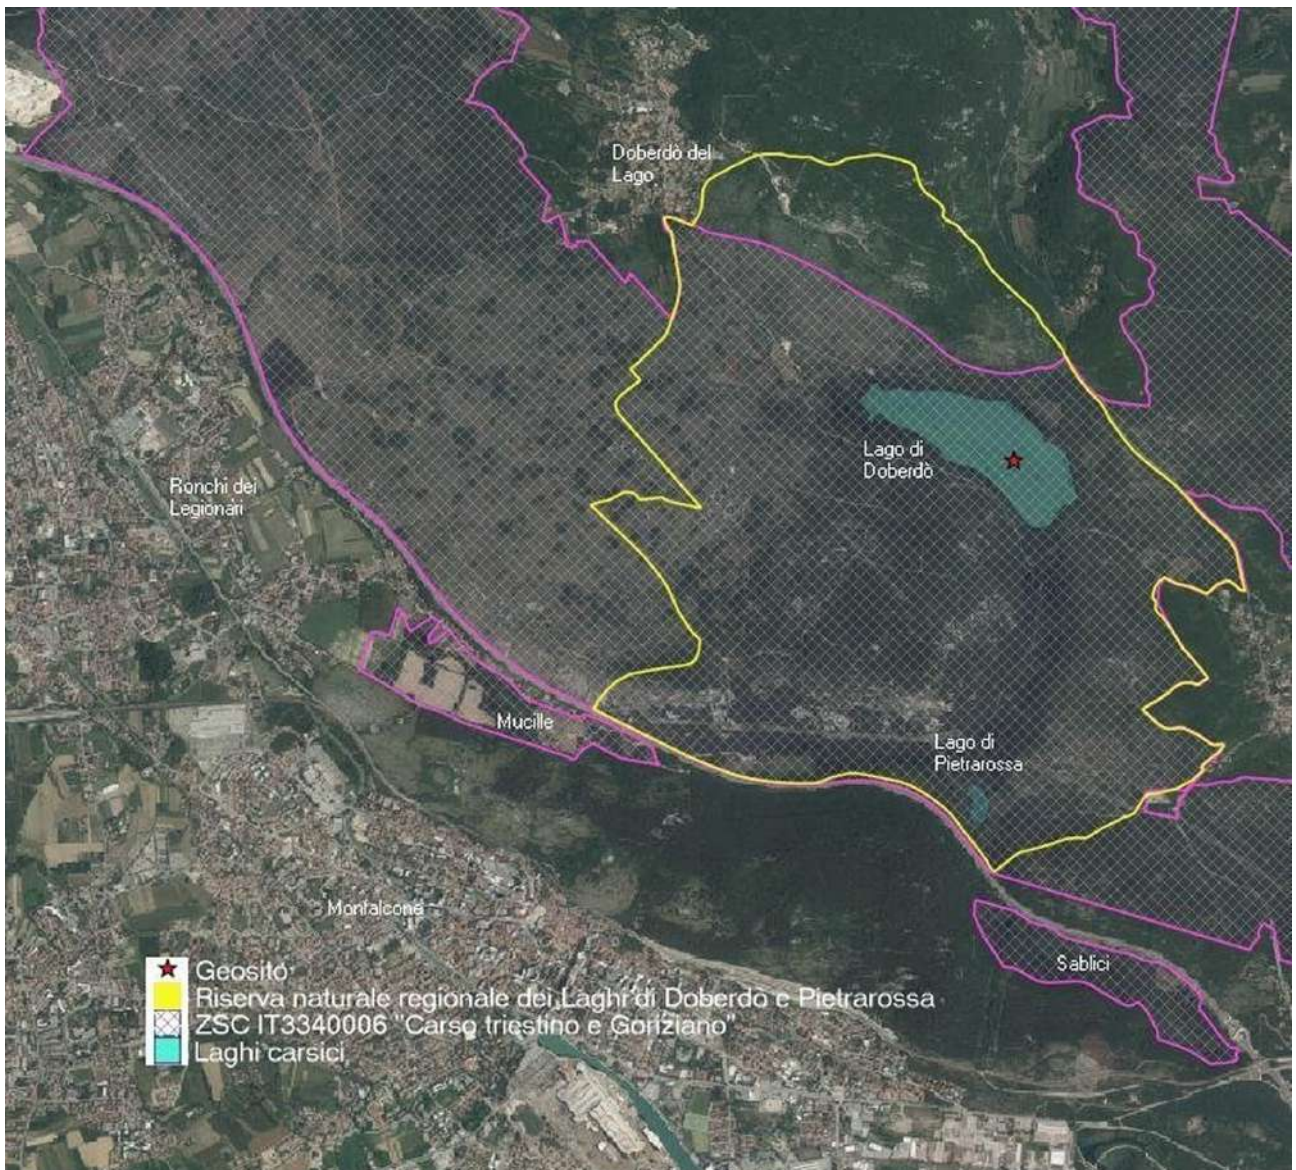 Doberdò del
Lago
Lago di
Doberdò
Ronchi dei
Legionari
Mucille
Lago di
Pietrarossa
Monfalcone
Sablici
Geosito
Riserva naturale regionale dei Laghi di Doberdo e Pietrarossa
ZSC IT3340006 "Carso triestino e Goriziano"
Laghi carsici